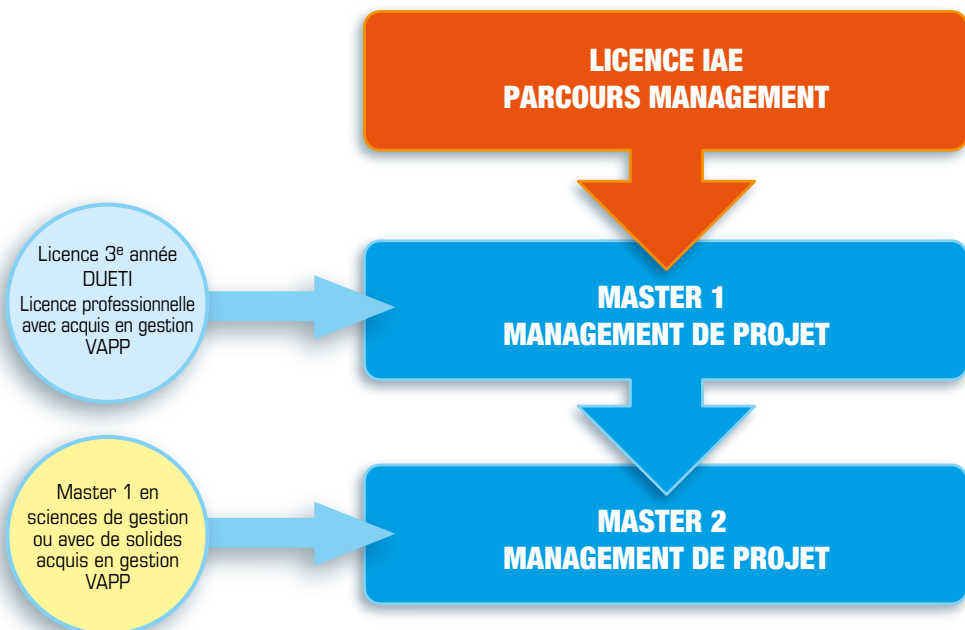 LICENCE IAE
PARCOURS MANAGEMENT
Licence 3e année
DUETI
Licence professionnelle
avec acquis en gestion
VAPP
MASTER 1
MANAGEMENT DE PROJET
Master 1 en
sciences de gestion
ou avec de solides
acquis en gestion
VAPP
MASTER 2
MANAGEMENT DE PROJET